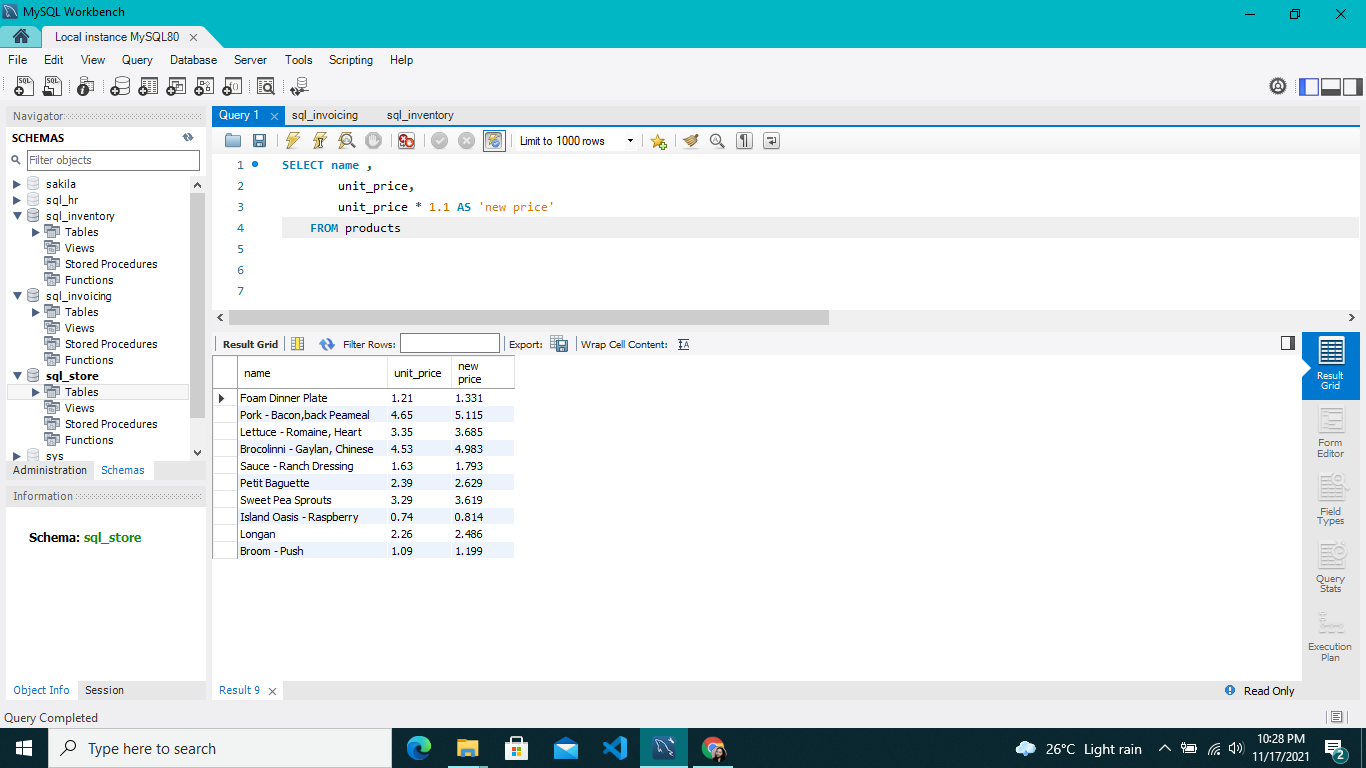 MySQL Workbench
Local instance MySQL80
File Edit View Query Database Server Tools Scripting Help
Navigator
SCHEMAS
Filter objects
sakila
sql_hr
sql_inventory
Tables
Views
Stored Procedures
Functions
sql_invoicing
Tables
Views
Stored Procedures
Functions
sql_store
Tables
Views
Stored Procedures
Functions
sys
Administration Schemas
Information
Schema: sql_store
Object Info Session
Query 1 sql_invoicing sql_inventory
Limit to 1000 rows
1 SELECT name ,
2 unit_price,
3 unit_price * 1.1 AS 'new price'
4 FROM products
5
6
7
Result Grid Filter Rows: Export: Wrap Cell Content:
name unit_price new price
Foam Dinner Plate 1.21 1.331
Pork - Bacon,back Peameal 4.65 5.115
Lettuce - Romaine, Heart 3.35 3.685
Brocolinni - Gaylan, Chinese 4.53 4.983
Sauce - Ranch Dressing 1.63 1.793
Petit Baguette 2.39 2.629
Sweet Pea Sprouts 3.29 3.619
Island Oasis - Raspberry 0.74 0.814
Longan 2.26 2.486
Broom - Push 1.09 1.199
Result
Grid
Form
Editor
Field
Types
Query
Stats
Execution
Plan
Result 9
Read Only
Query Completed
Type here to search
26°C Light rain
10:28 PM
11/17/2021
2